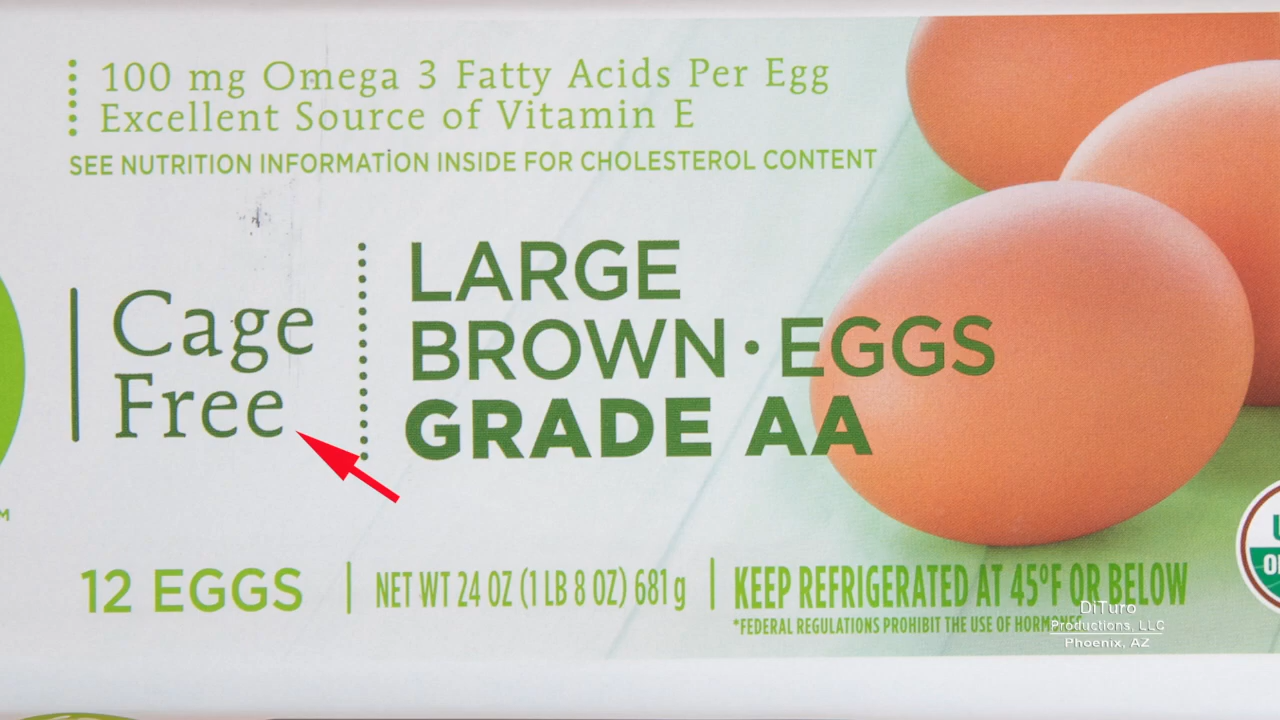 100 mg Omega 3 Fatty Acids Per Egg
Excellent Source of Vitamin E
SEE NUTRITION INFORMATION INSIDE FOR CHOLESTEROL CONTENT
Cage
Free
LARGE
BROWN · EGGS
GRADE AA
12 EGGS
NET WT 24 OZ (1 LB 8 OZ) 681 g
KEEP REFRIGERATED AT 45ºF OR BELOW
*FEDERAL REGULATIONS PROHIBIT THE USE OF HORMONES
DiTuro
Productions, LLC
Phoenix, AZ